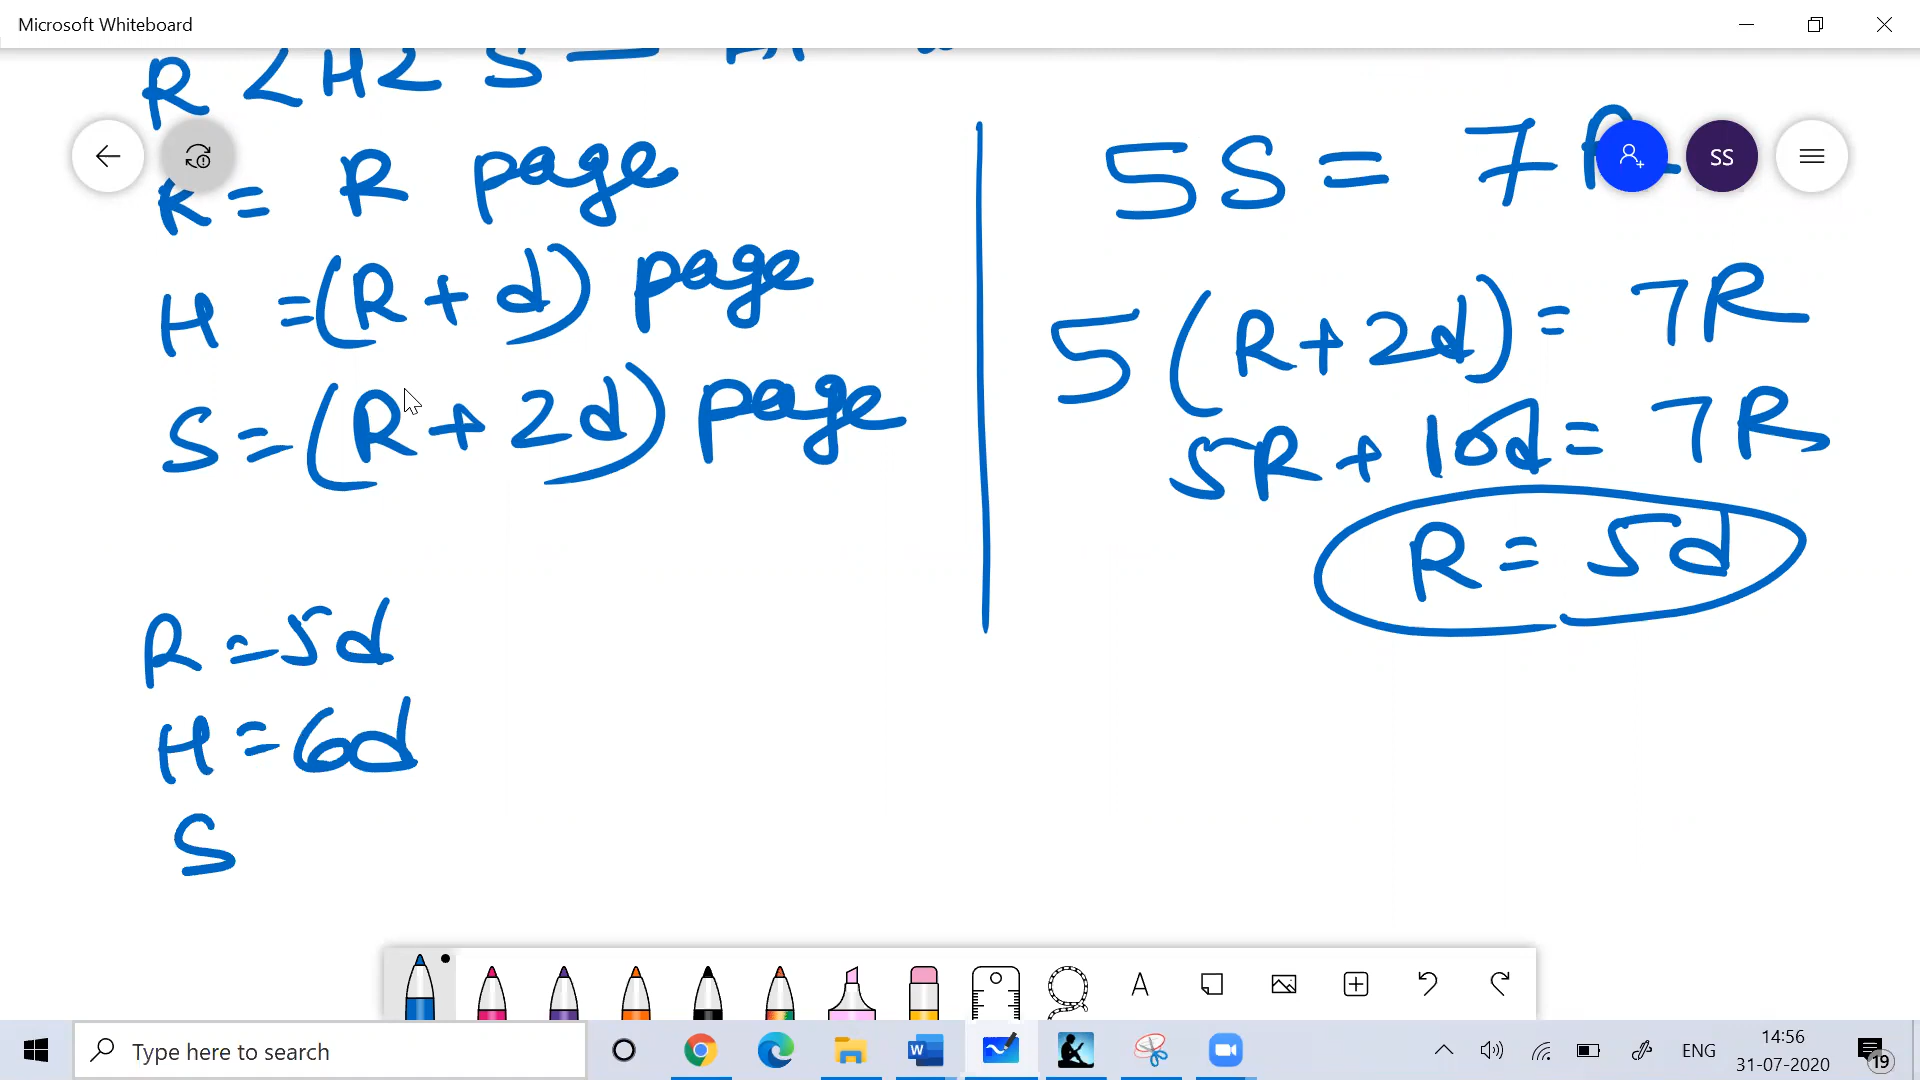 Microsoft Whiteboard
R < H < S
R = R page
H = (R + d) page
S = (R + 2d) page
R = 5d
H = 6d
S
5S = 7R
5(R + 2d) = 7R
5R + 10d = 7R
R = 5d
SS
A
Type here to search
W
ENG
14:56
31-07-2020
19